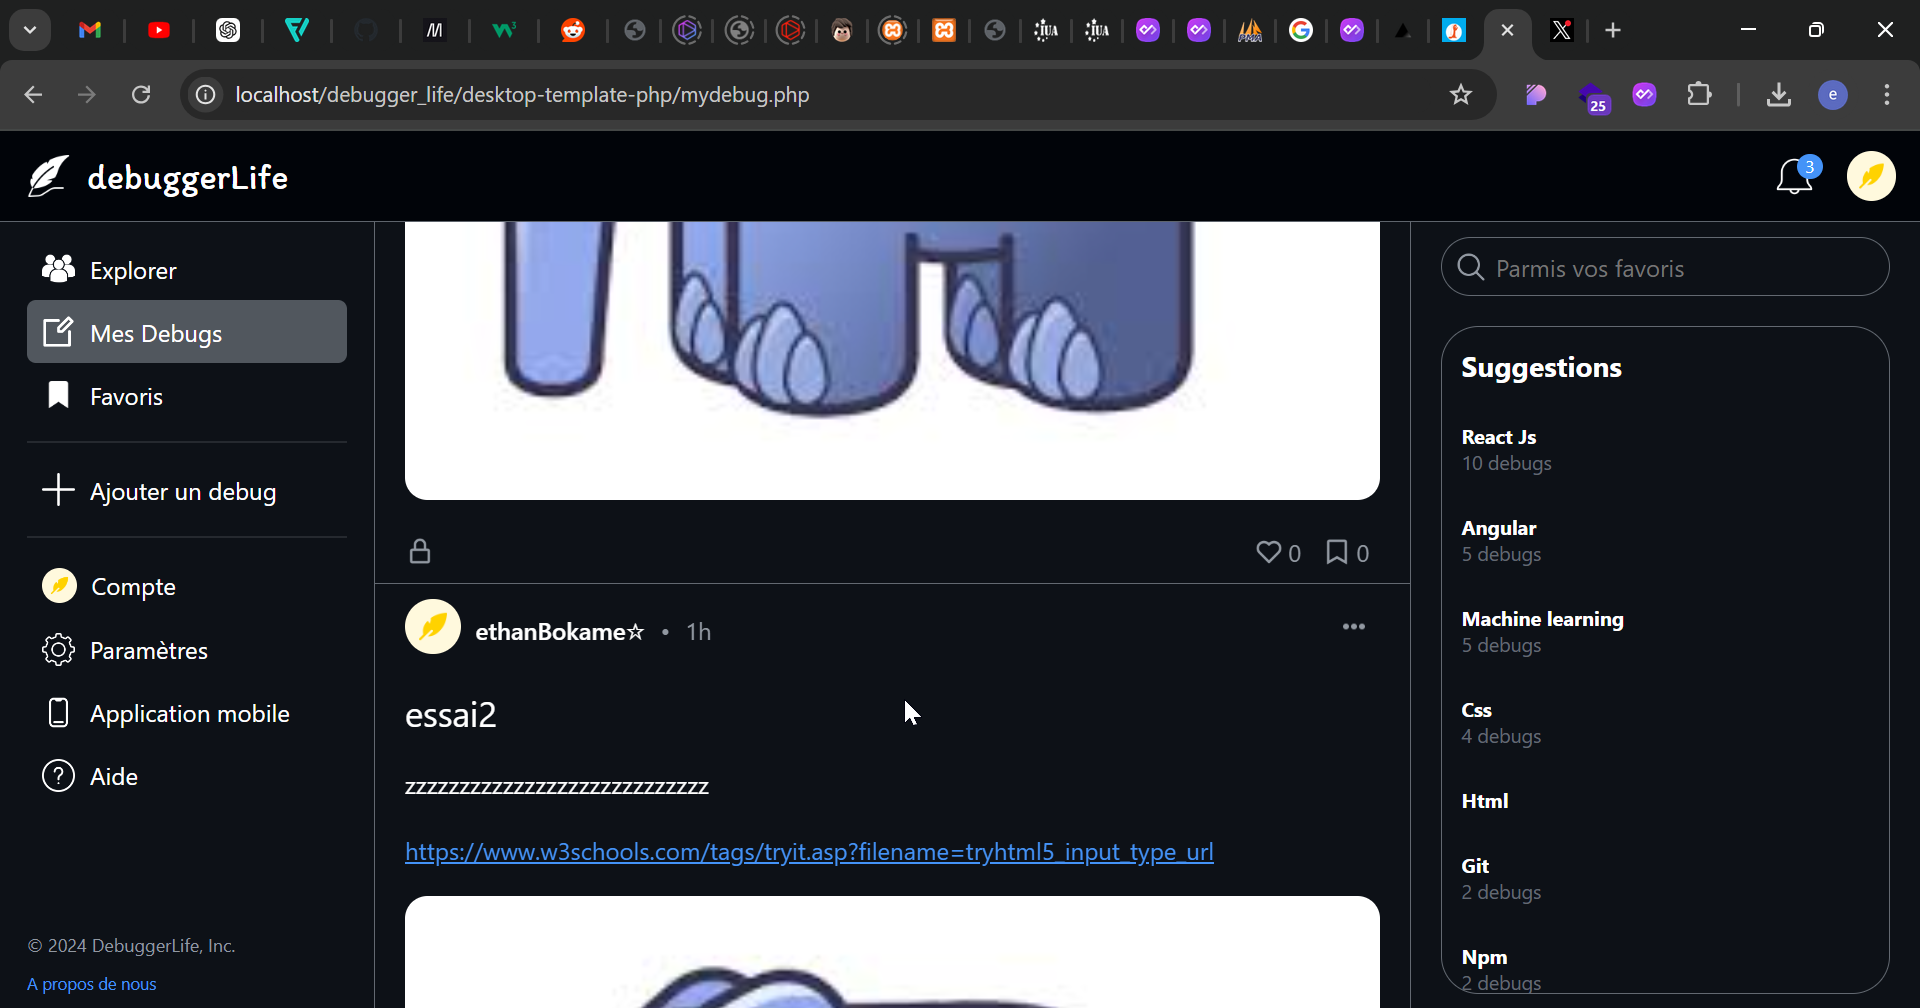 localhost/debugger_life/desktop-template-php/mydebug.php
25
e
debuggerLife
3
Explorer
Mes Debugs
Favoris
Ajouter un debug
Compte
Paramètres
Application mobile
Aide
© 2024 DebuggerLife, Inc.
A propos de nous
0 0
ethanBokame☆ • 1h
essai2
zzzzzzzzzzzzzzzzzzzzzzzzzzzz
https://www.w3schools.com/tags/tryit.asp?filename=tryhtml5_input_type_url
Parmis vos favoris
Suggestions
React Js
10 debugs
Angular
5 debugs
Machine learning
5 debugs
Css
4 debugs
Html
Git
2 debugs
Npm
2 debugs